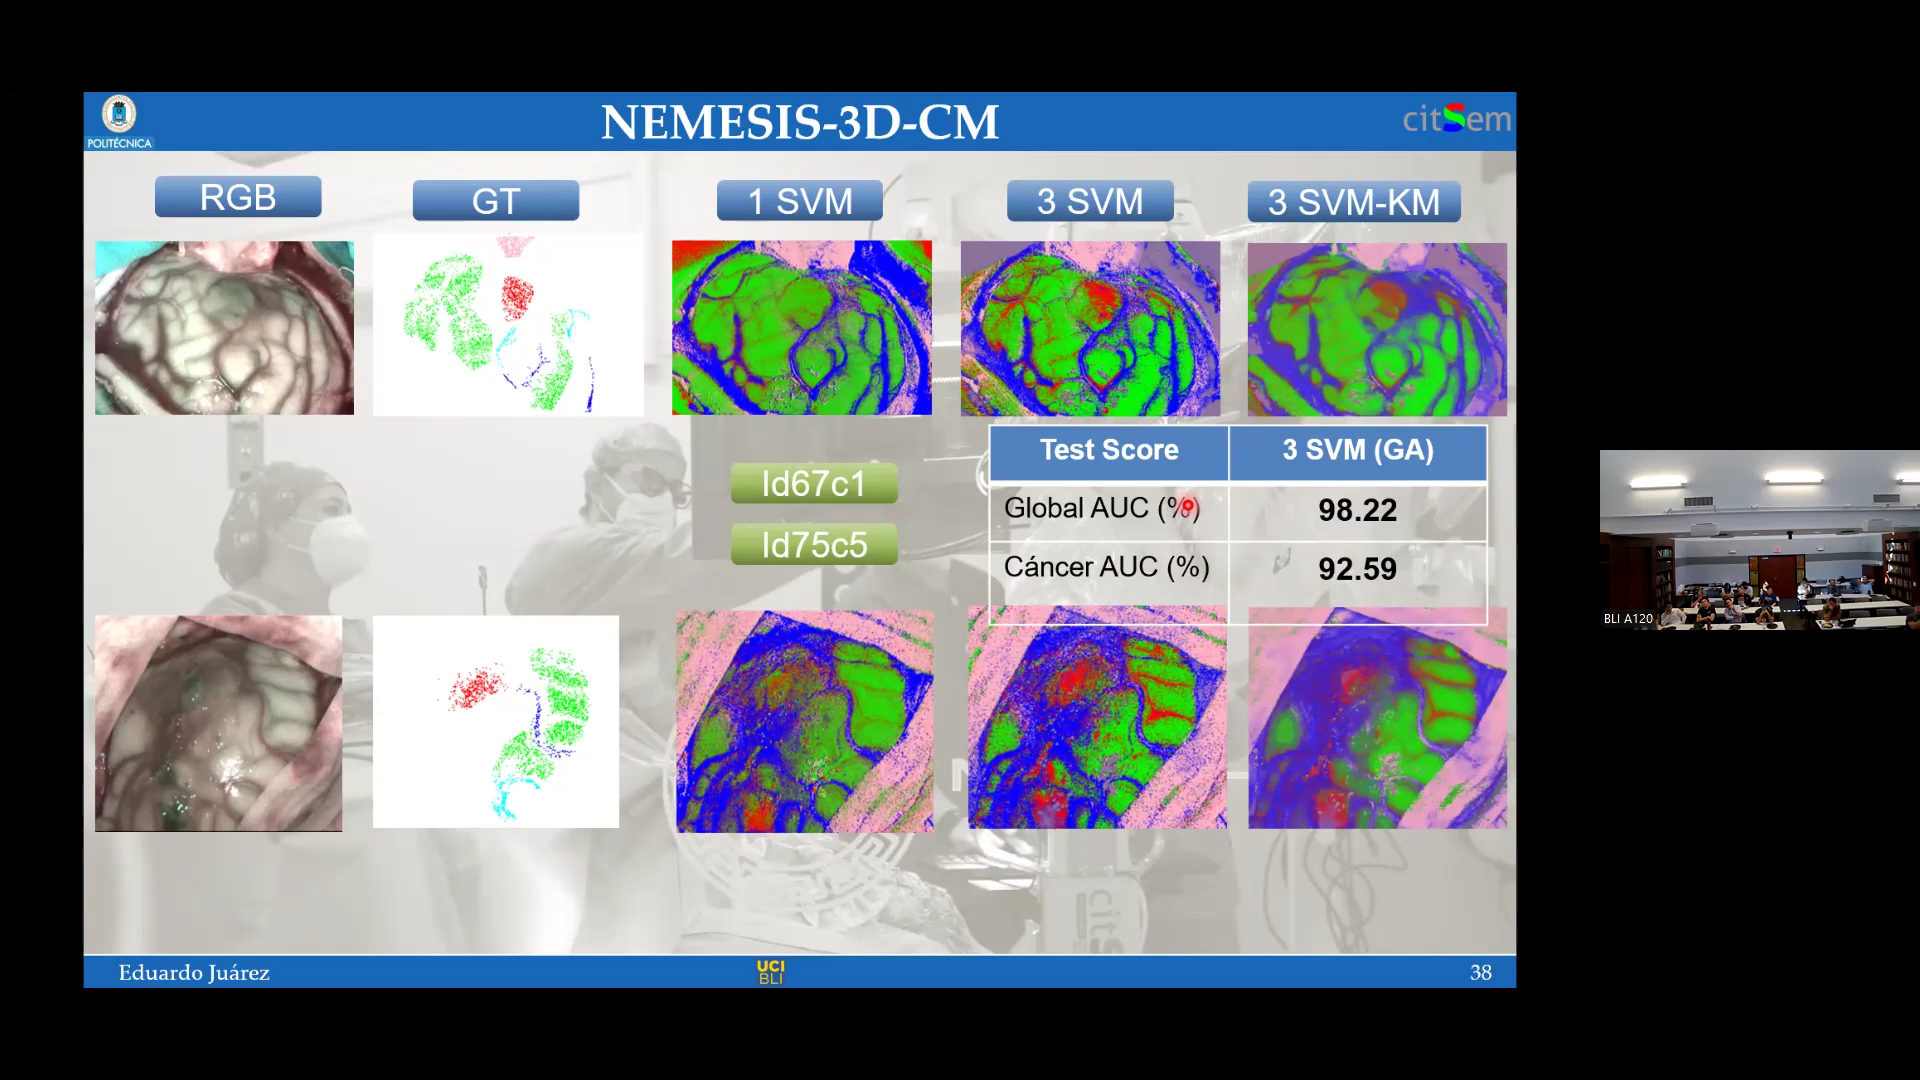 NEMESIS-3D-CM
POLITÉCNICA
citSem
RGB
GT
1 SVM
3 SVM
3 SVM-KM
Test Score
3 SVM (GA)
Id67c1
Global AUC (%)
98.22
Id75c5
Cáncer AUC (%)
92.59
BLI A120
Eduardo Juárez
UCI
BLI
38